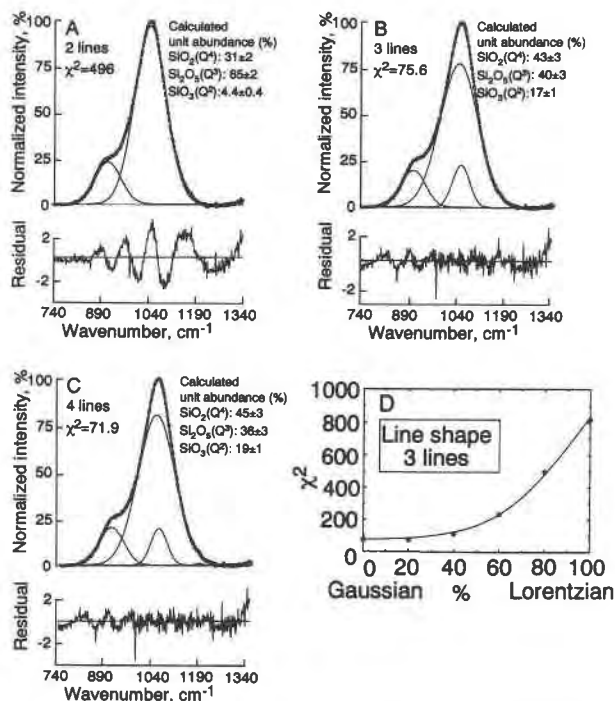 A
2 lines
χ²=496
Calculated
unit abundance (%)
SiO₂(Q⁴): 31±2
Si₂O₅(Q³): 65±2
SiO₃(Q²): 4.4±0.4
Normalized intensity, %
100
75
50
25
0
Residual
2
-2
740 890 1040 1190 1340
Wavenumber, cm⁻¹
B
3 lines
χ²=75.6
Calculated
unit abundance (%)
SiO₂(Q⁴): 43±3
Si₂O₅(Q³): 40±3
SiO₃(Q²): 17±1
Normalized intensity, %
100
75
50
25
0
Residual
2
-2
740 890 1040 1190 1340
Wavenumber, cm⁻¹
C
4 lines
χ²=71.9
Calculated
unit abundance (%)
SiO₂(Q⁴): 45±3
Si₂O₅(Q³): 36±3
SiO₃(Q²): 19±1
Normalized intensity, %
100
75
50
25
0
Residual
2
-2
740 890 1040 1190 1340
Wavenumber, cm⁻¹
D
Line shape
3 lines
χ²
1000
800
600
400
200
0
0 20 40 60 80 100
Gaussian % Lorentzian